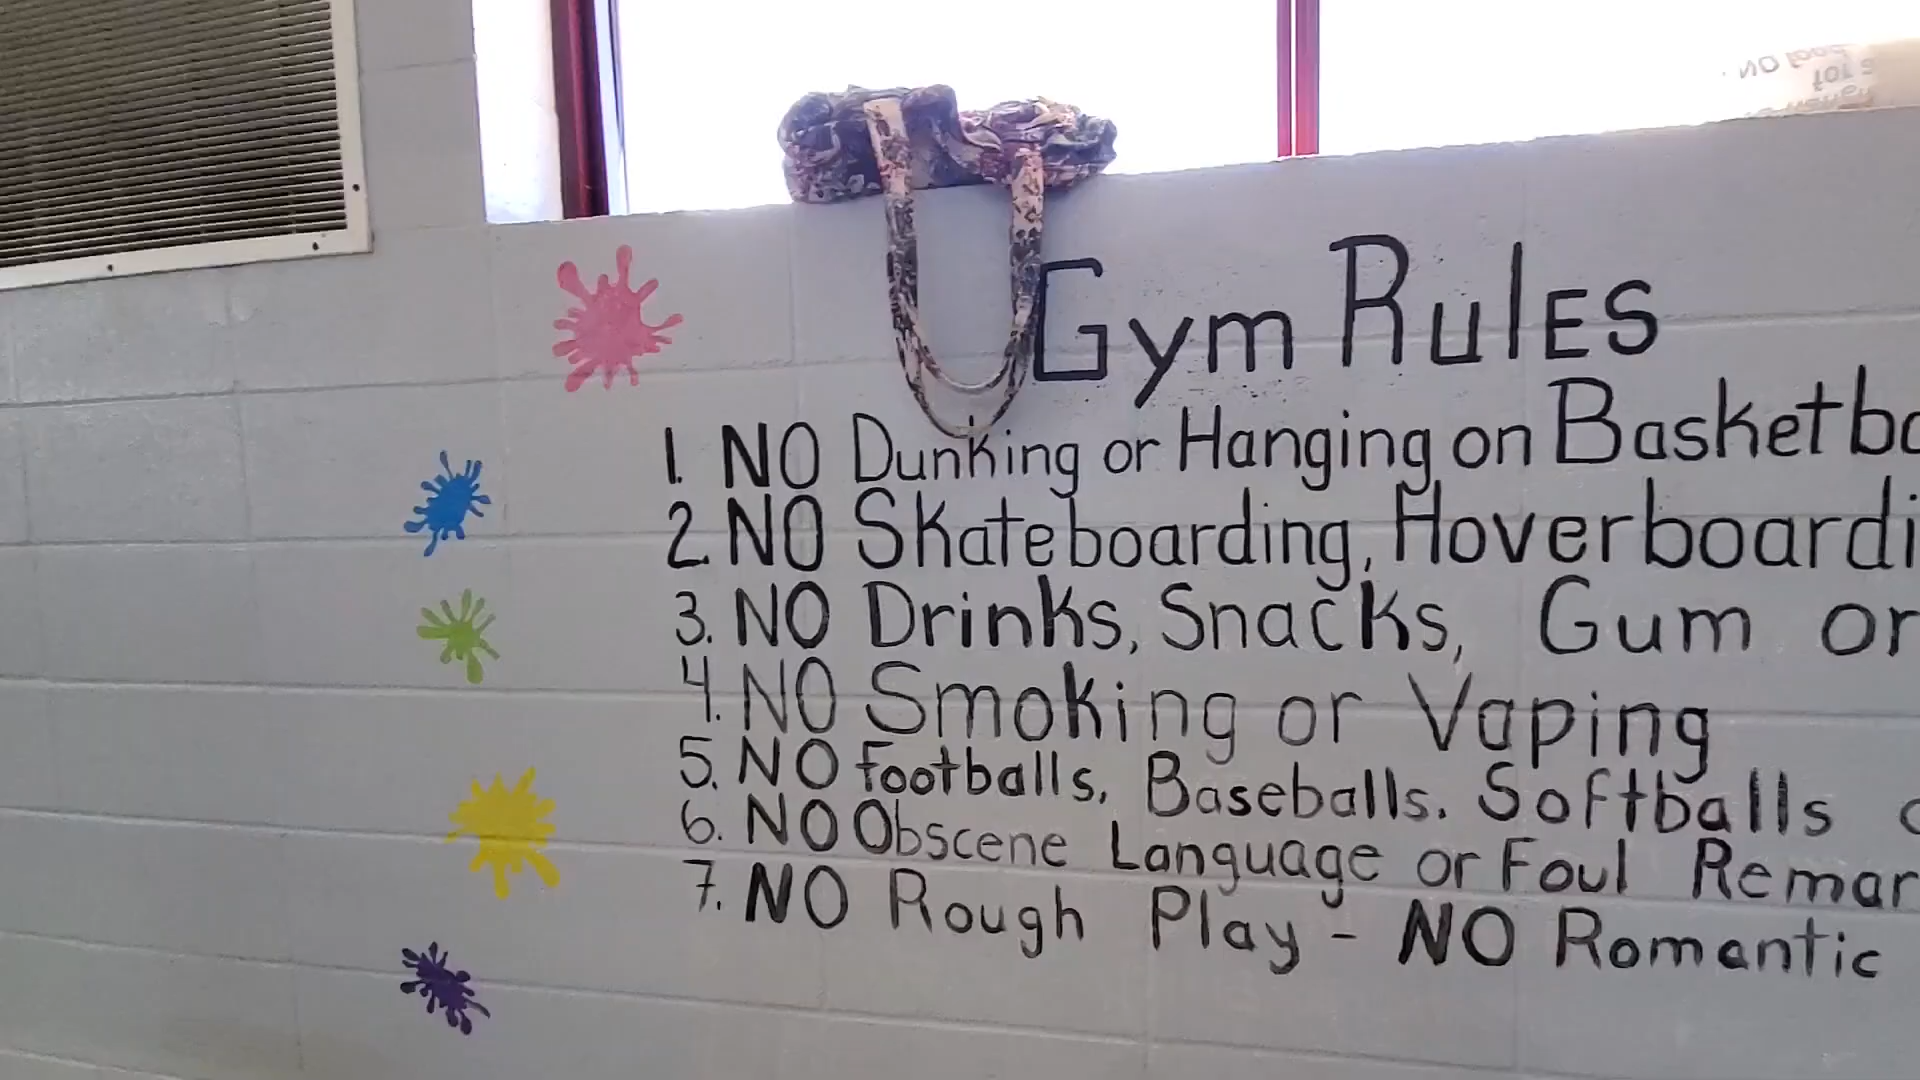 Gym RulES
1. NO Dunking or Hanging on Basketba
2. NO Skateboarding, Hoverboardi
3. NO Drinks, Snacks, Gum or
4. NO Smoking or Vaping
5. NO footballs, Baseballs. Softballs
6. NO Obscene Language or Foul Remar
7. NO Rough Play - NO Romantic